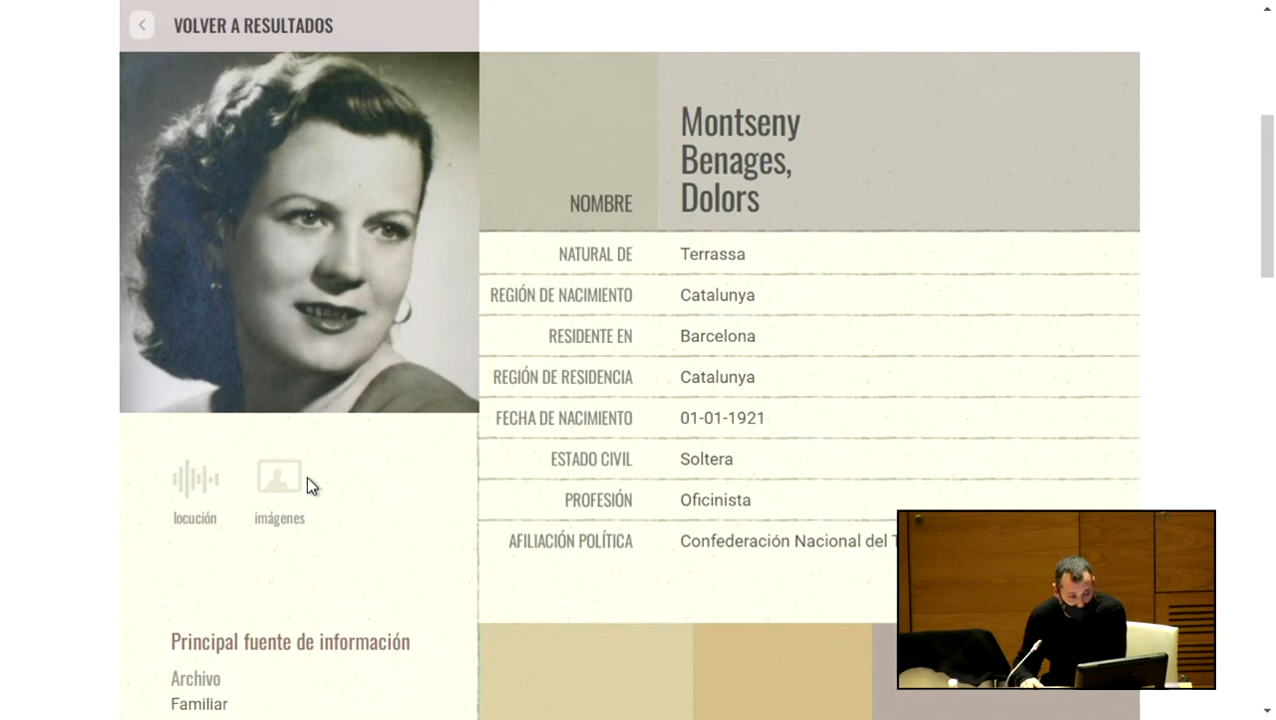 VOLVER A RESULTADOS
NOMBRE
Montseny
Benages,
Dolors
NATURAL DE Terrassa
REGIÓN DE NACIMIENTO Catalunya
RESIDENTE EN Barcelona
REGIÓN DE RESIDENCIA Catalunya
FECHA DE NACIMIENTO 01-01-1921
ESTADO CIVIL Soltera
PROFESIÓN Oficinista
AFILIACIÓN POLÍTICA Confederación Nacional del
locución imágenes
Principal fuente de información
Archivo
Familiar